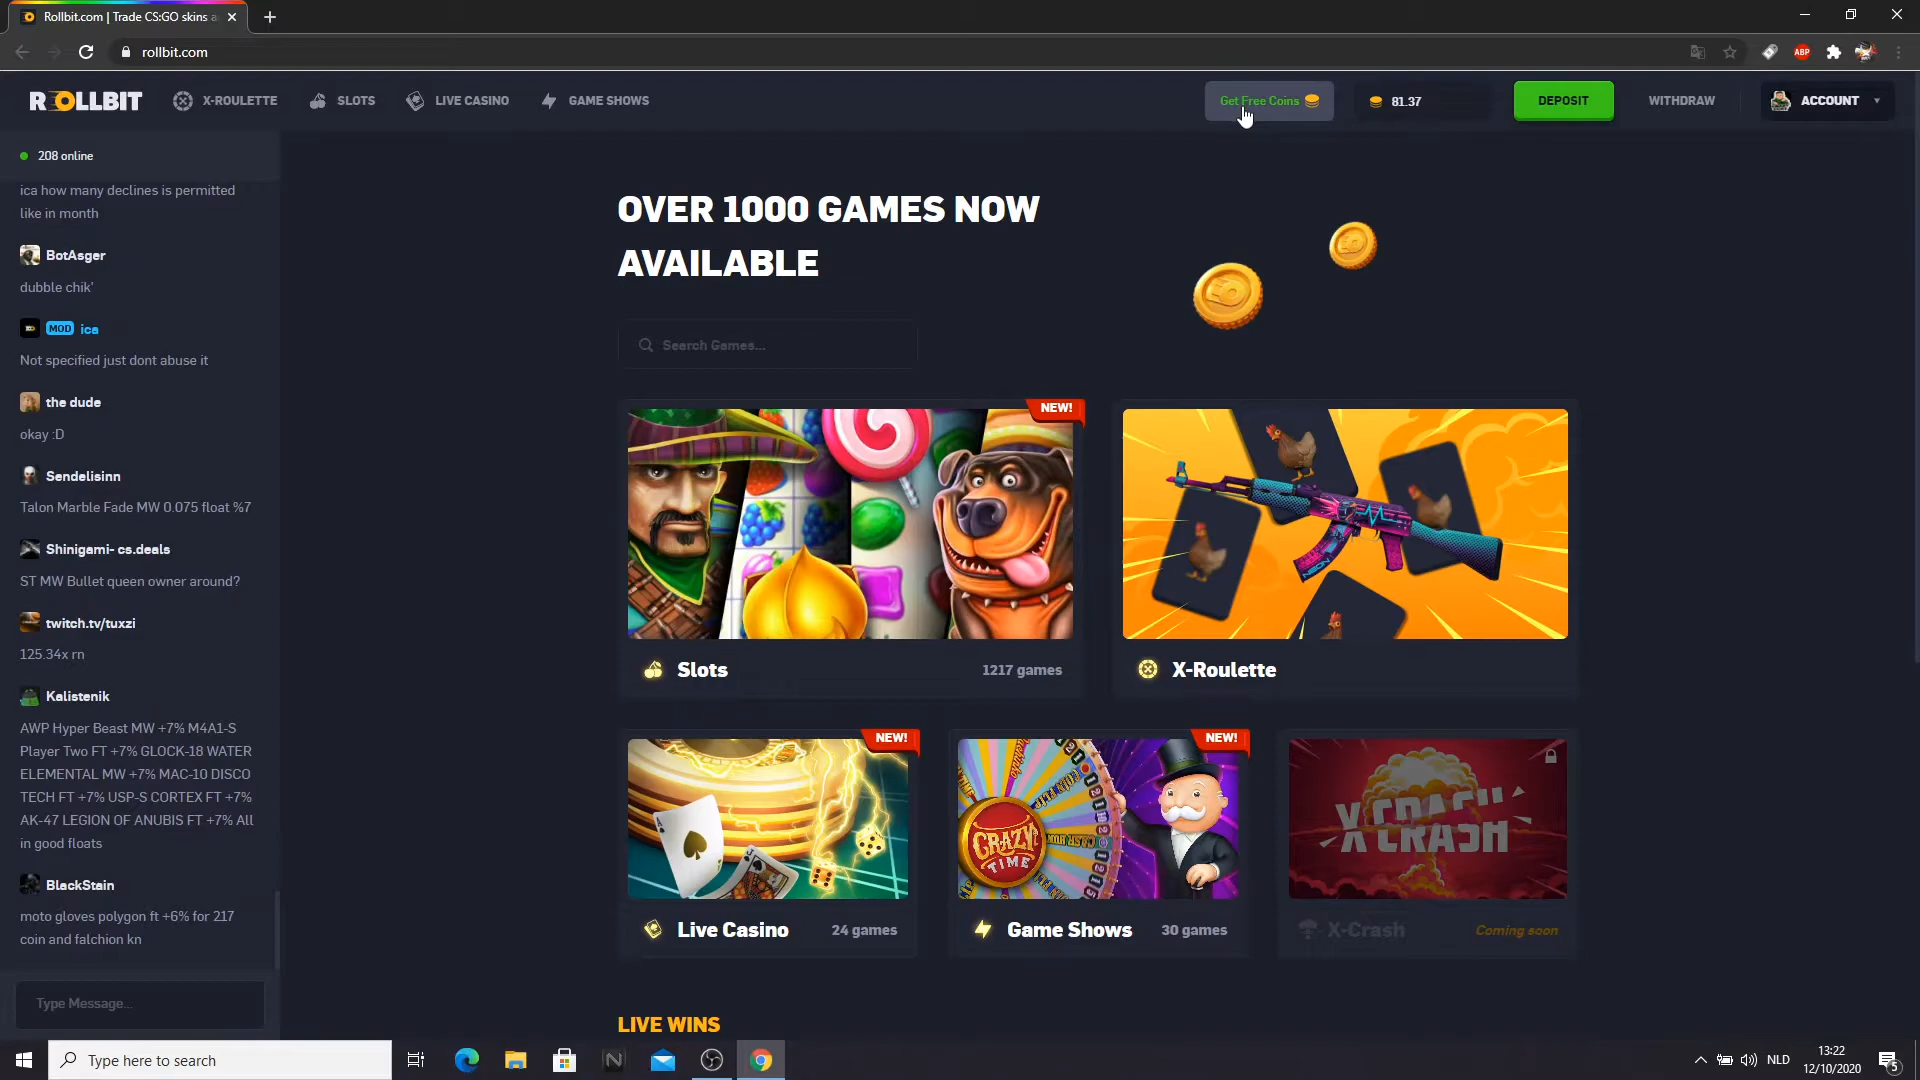 Rollbit.com | Trade CS:GO skins a
rollbit.com
ABP
ROLLBIT
X-ROULETTE
SLOTS
LIVE CASINO
GAME SHOWS
Get Free Coins
81.37
DEPOSIT
WITHDRAW
ACCOUNT
208 online
ica how many declines is permitted
like in month
BotAsger
dubble chik'
MOD ica
Not specified just dont abuse it
the dude
okay :D
Sendelisinn
Talon Marble Fade MW 0.075 float %7
Shinigami- cs.deals
ST MW Bullet queen owner around?
twitch.tv/tuxzi
125.34x rn
Kalistenik
AWP Hyper Beast MW +7% M4A1-S
Player Two FT +7% GLOCK-18 WATER
ELEMENTAL MW +7% MAC-10 DISCO
TECH FT +7% USP-S CORTEX FT +7%
AK-47 LEGION OF ANUBIS FT +7% All
in good floats
BlackStain
moto gloves polygon ft +6% for 217
coin and falchion kn
Type Message...
OVER 1000 GAMES NOW
AVAILABLE
Search Games...
NEW!
Slots
1217 games
NEON
X-Roulette
NEW!
Live Casino
24 games
NEW!
CRAZY
TIME
Game Shows
30 games
X CRASH
X-Crash
Coming soon
LIVE WINS
Type here to search
NLD
13:22
12/10/2020
5